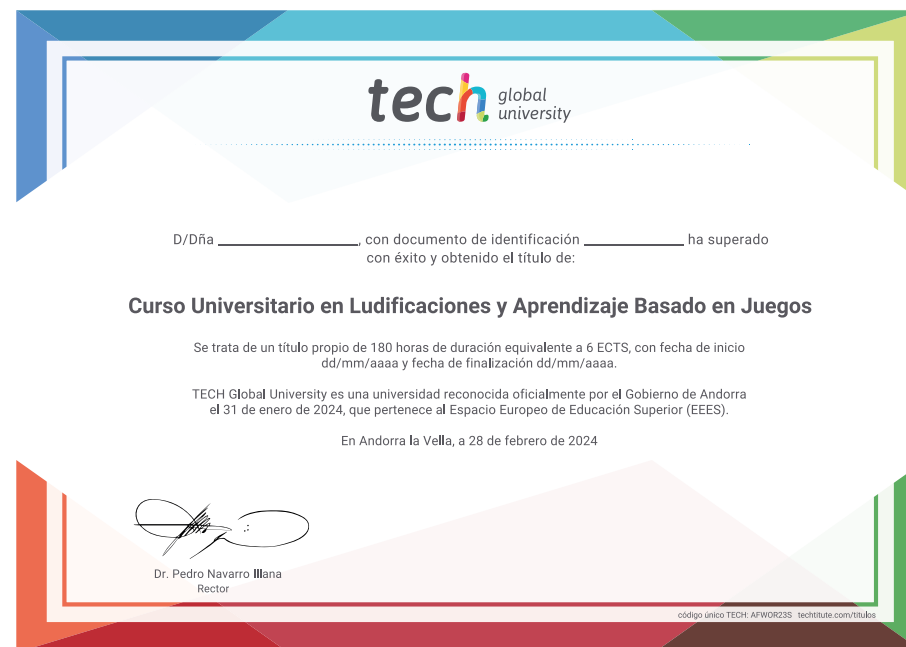 tech global university
D/Dña ____________________, con documento de identificación ______________ ha superado
con éxito y obtenido el título de:
Curso Universitario en Ludificaciones y Aprendizaje Basado en Juegos
Se trata de un título propio de 180 horas de duración equivalente a 6 ECTS, con fecha de inicio
dd/mm/aaaa y fecha de finalización dd/mm/aaaa.
TECH Global University es una universidad reconocida oficialmente por el Gobierno de Andorra
el 31 de enero de 2024, que pertenece al Espacio Europeo de Educación Superior (EEES).
En Andorra la Vella, a 28 de febrero de 2024
Dr. Pedro Navarro Illana
Rector
código único TECH: AFWOR23S techtitute.com/titulos